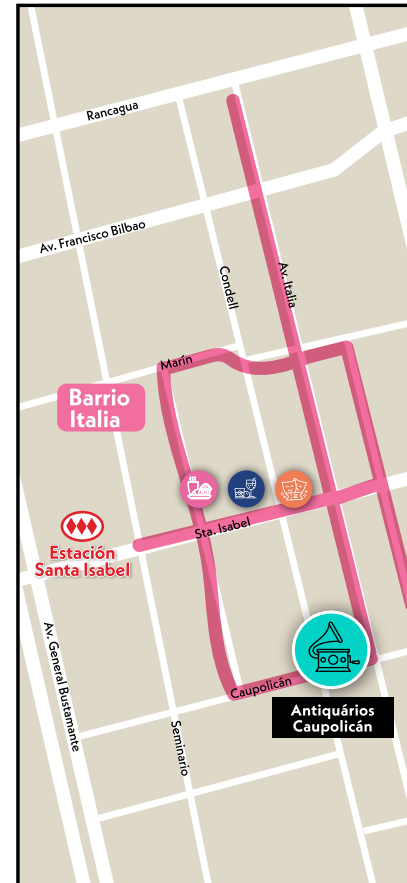 Rancagua
Av. Francisco Bilbao
Condell
Av. Italia
Marín
Barrio
Italia
Sta. Isabel
Estación
Santa Isabel
Av. General Bustamante
Caupolicán
Seminario
Antiquários
Caupolicán